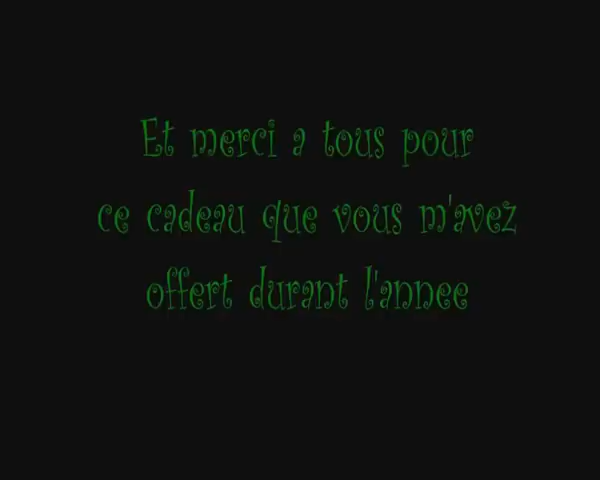 Et merci a tous pour
ce cadeau que vous m'avez
offert durant l'annee